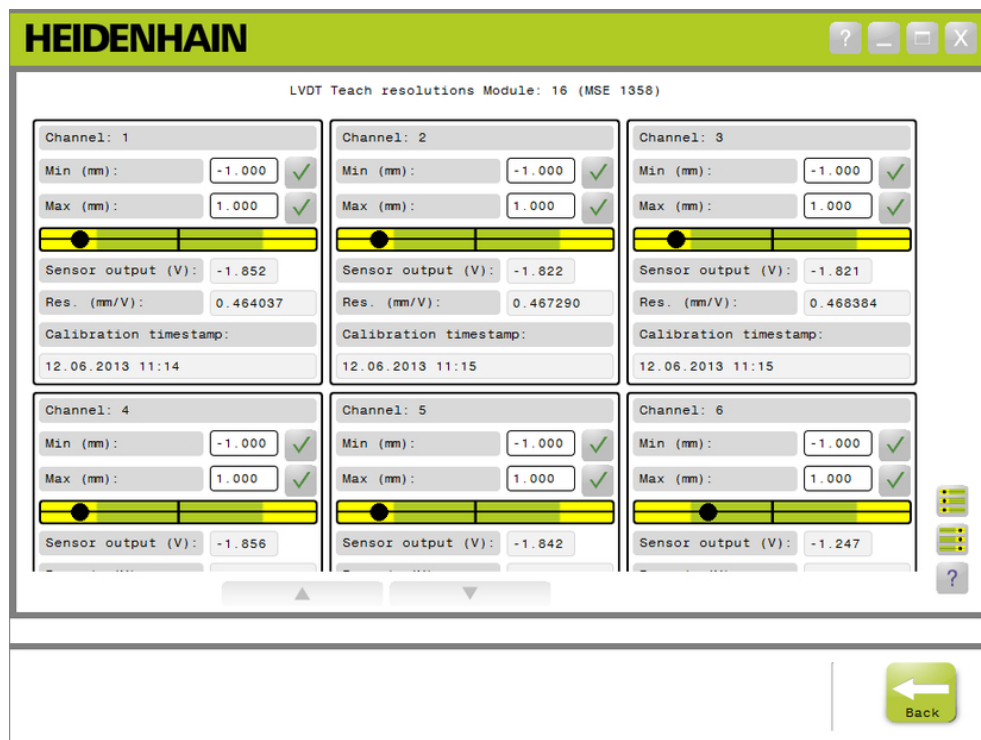 HEIDENHAIN
?
X
LVDT Teach resolutions Module: 16 (MSE 1358)
Channel: 1
Min (mm): -1.000
Max (mm): 1.000
Sensor output (V): -1.852
Res. (mm/V): 0.464037
Calibration timestamp:
12.06.2013 11:14
Channel: 2
Min (mm): -1.000
Max (mm): 1.000
Sensor output (V): -1.822
Res. (mm/V): 0.467290
Calibration timestamp:
12.06.2013 11:15
Channel: 3
Min (mm): -1.000
Max (mm): 1.000
Sensor output (V): -1.821
Res. (mm/V): 0.468384
Calibration timestamp:
12.06.2013 11:15
Channel: 4
Min (mm): -1.000
Max (mm): 1.000
Sensor output (V): -1.856
Channel: 5
Min (mm): -1.000
Max (mm): 1.000
Sensor output (V): -1.842
Channel: 6
Min (mm): -1.000
Max (mm): 1.000
Sensor output (V): -1.247
?
Back